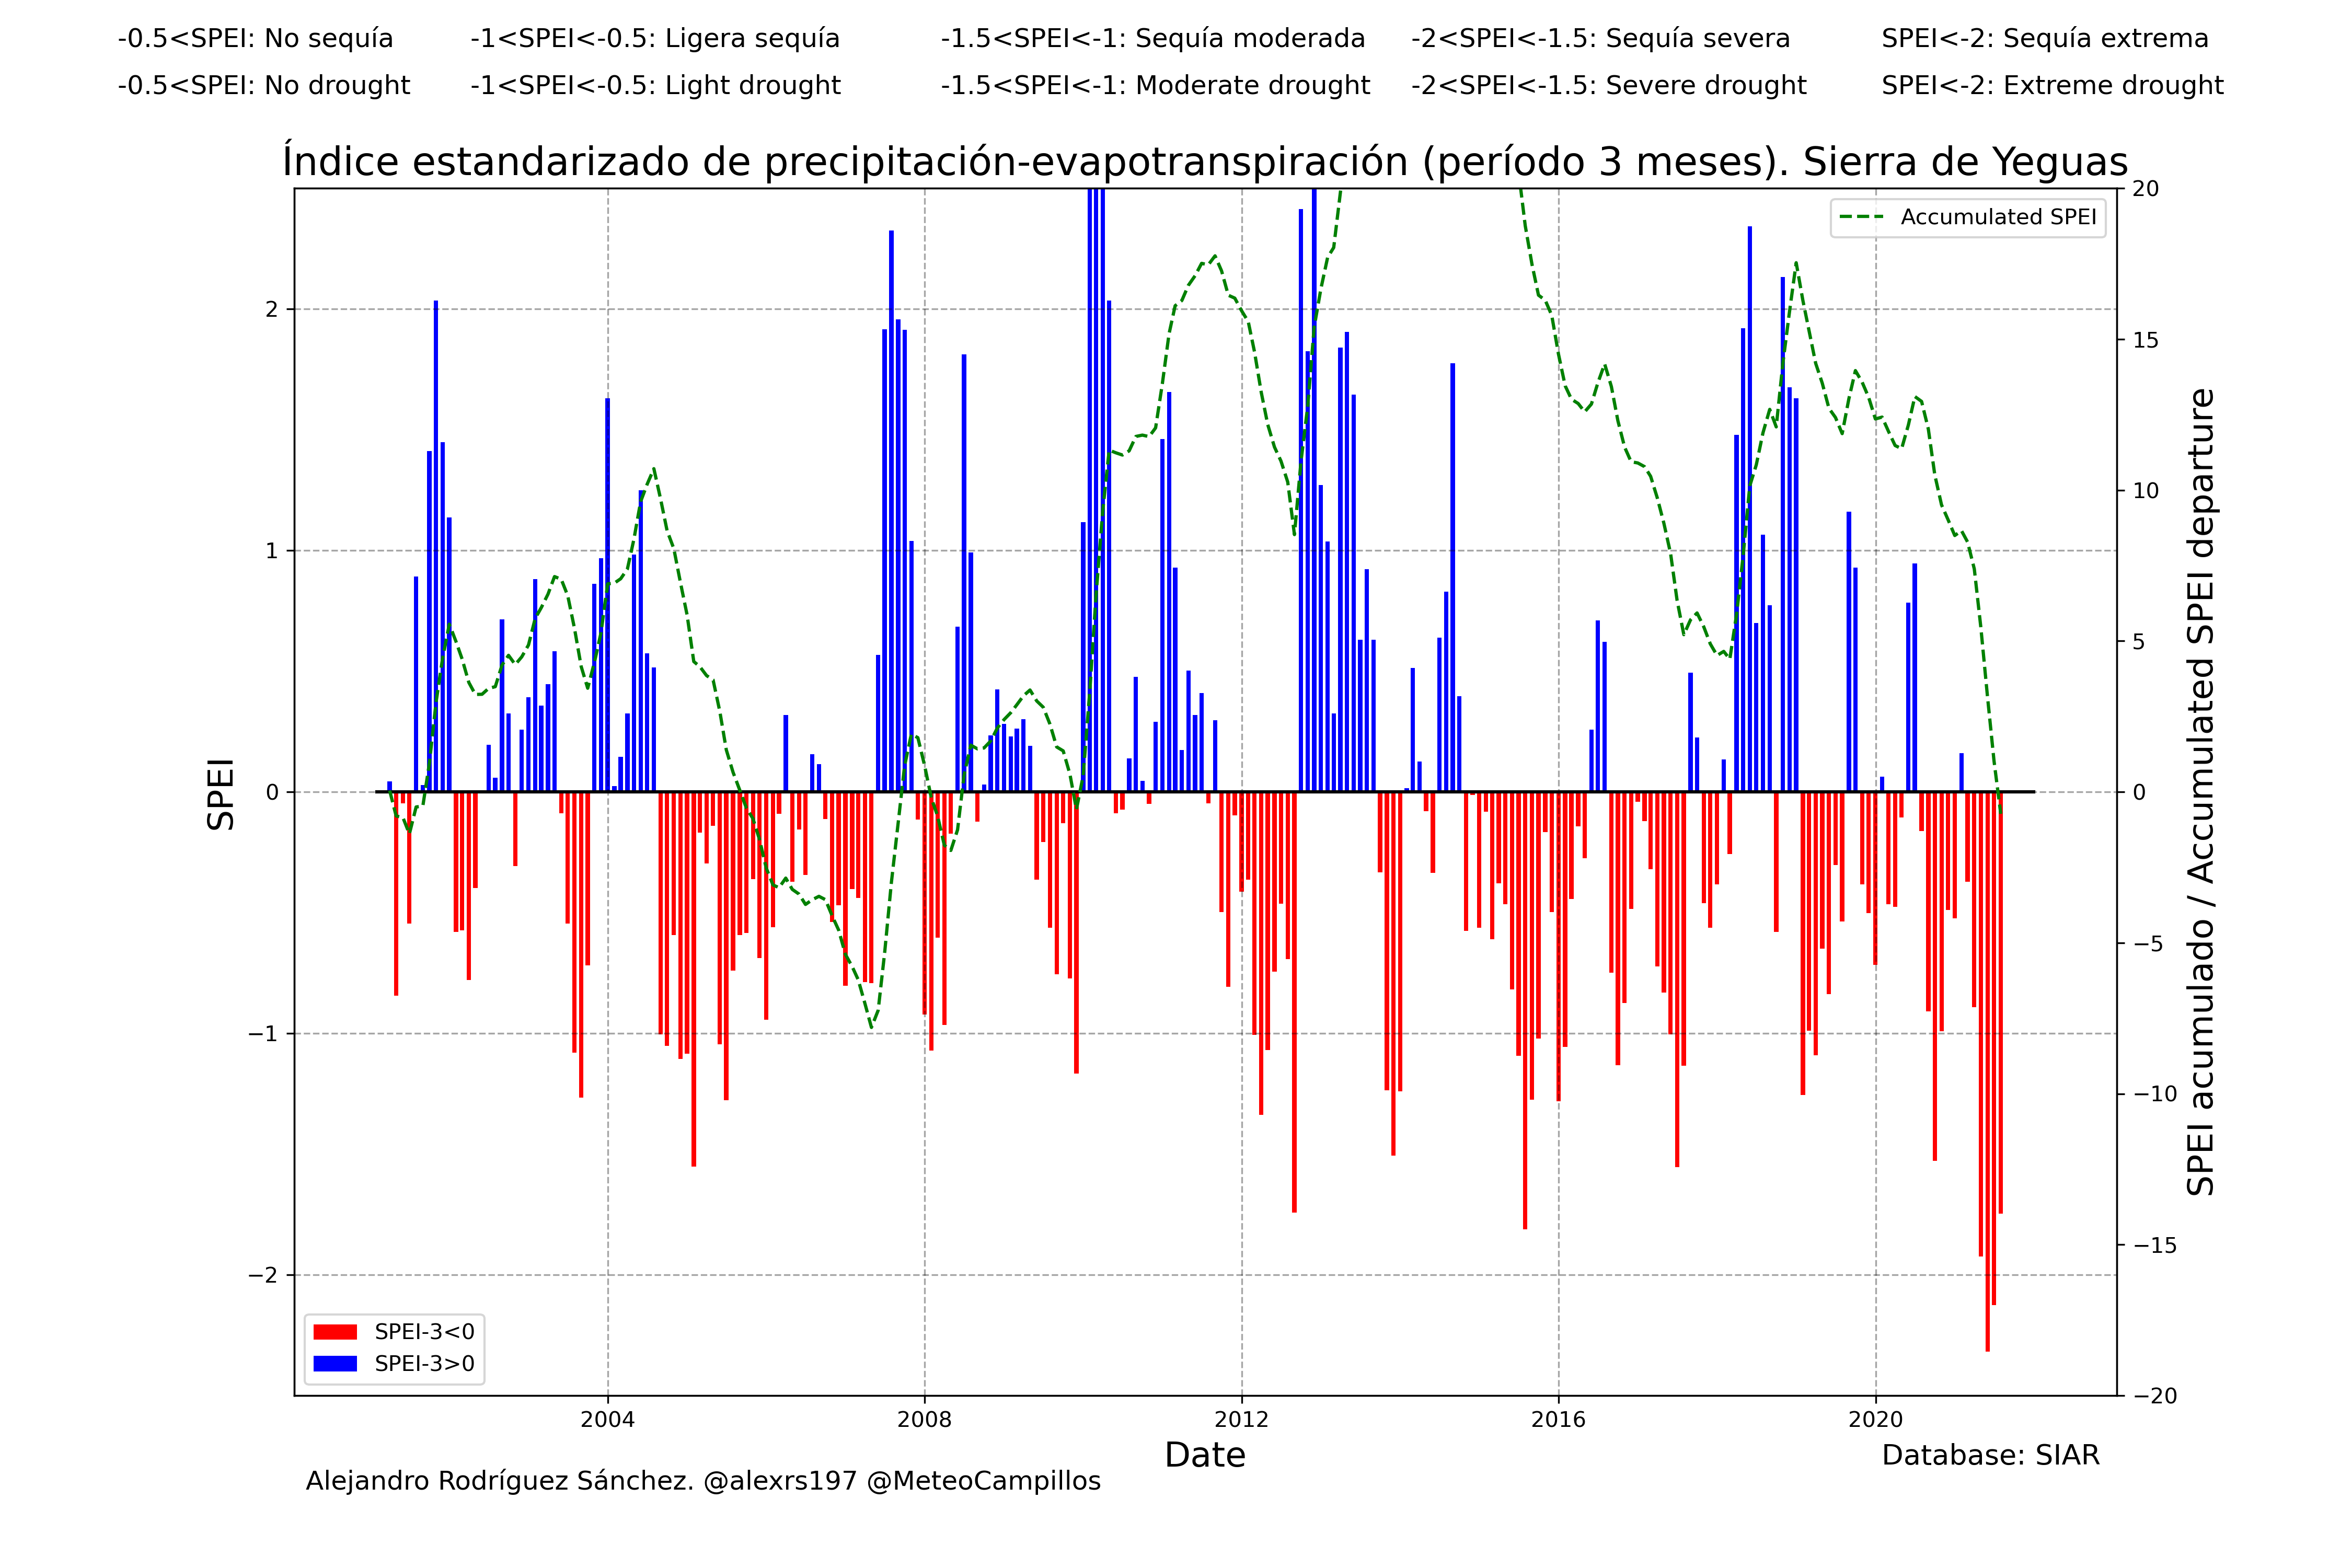 -0.5<SPEI: No sequía -1<SPEI<-0.5: Ligera sequía -1.5<SPEI<-1: Sequía moderada -2<SPEI<-1.5: Sequía severa SPEI<-2: Sequía extrema
-0.5<SPEI: No drought -1<SPEI<-0.5: Light drought -1.5<SPEI<-1: Moderate drought -2<SPEI<-1.5: Severe drought SPEI<-2: Extreme drought
Índice estandarizado de precipitación-evapotranspiración (período 3 meses). Sierra de Yeguas
Accumulated SPEI
SPEI
2
1
0
−1
−2
20
15
10
5
0
−5
−10
−15
−20
SPEI acumulado / Accumulated SPEI departure
SPEI-3<0
SPEI-3>0
2004 2008 2012 2016 2020
Date
Database: SIAR
Alejandro Rodríguez Sánchez. @alexrs197 @MeteoCampillos